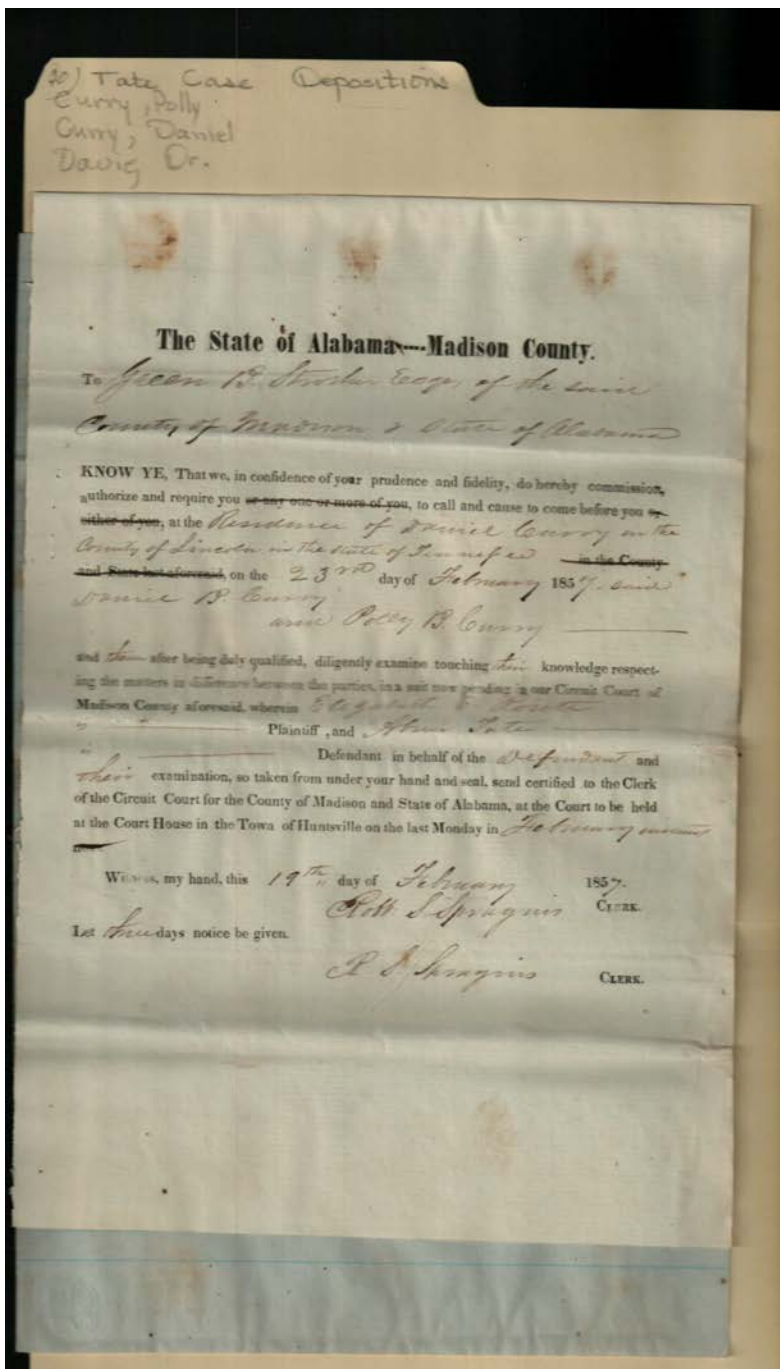 20) Tate Case Depositions
Curry, Polly
Curry, Daniel
Davis, Dr.
The State of Alabama---Madison County.
To Green B. Strother Esqr, of the same
County of Madison & State of Alabama
KNOW YE, That we, in confidence of your prudence and fidelity, do hereby commission,
authorize and require you or any one or more of you, to call and cause to come before you or
either of you, at the Residence of Daniel Curry in the
County of Lincoln in the state of Tennessee in the County
and State last aforesaid, on the 23rd day of February 1857. said
Daniel B. Curry
and Polly B. Curry
and them after being duly qualified, diligently examine touching their knowledge respect-
ing the matters in difference between the parties, in a suit now pending in our Circuit Court of
Madison County aforesaid, wherein Elizabeth E Routt
Plaintiff, and Abner Tate
Defendant in behalf of the Defendant and
their examination, so taken from under your hand and seal, send certified to the Clerk
of the Circuit Court for the County of Madison and State of Alabama, at the Court to be held
at the Court House in the Town of Huntsville on the last Monday in February
Witness, my hand, this 19th day of February 1857.
Robt. S Spragins CLERK.
Let three days notice be given.
R S Spragins CLERK.